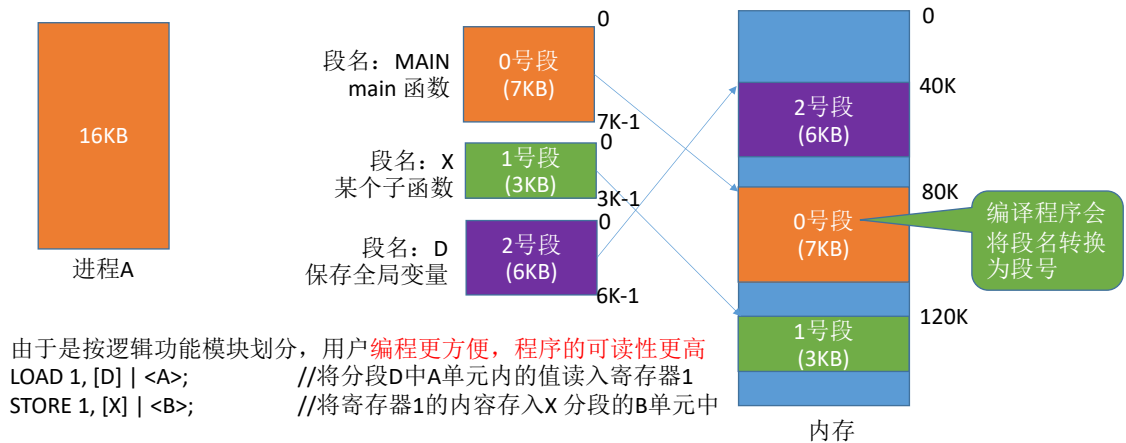 16KB
进程A
段名：MAIN
main 函数
0
0号段
(7KB)
7K-1
段名：X
某个子函数
0
1号段
(3KB)
3K-1
段名：D
保存全局变量
0
2号段
(6KB)
6K-1
0
40K
2号段
(6KB)
80K
0号段
(7KB)
120K
1号段
(3KB)
内存
编译程序会
将段名转换
为段号
由于是按逻辑功能模块划分，用户编程更方便，程序的可读性更高
LOAD 1, [D] | <A>; //将分段D中A单元内的值读入寄存器1
STORE 1, [X] | <B>; //将寄存器1的内容存入X 分段的B单元中